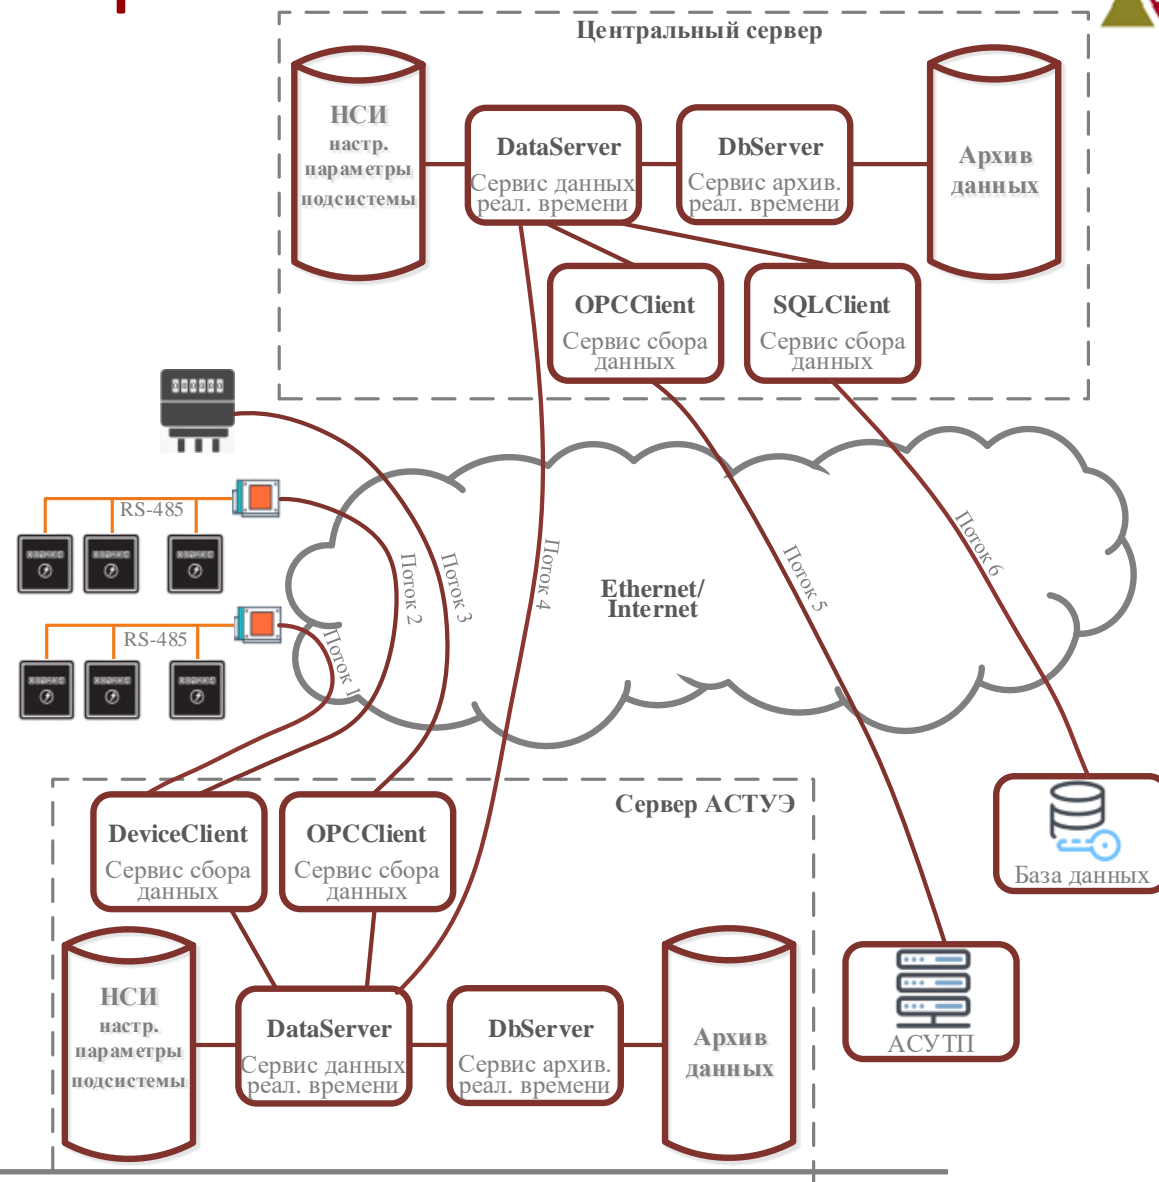 Центральный сервер
НСИ
настр.
параметры
подсистемы
DataServer
Сервис данных
реал. времени
DbServer
Сервис архив.
реал. времени
Архив
данных
OPCClient
Сервис сбора
данных
SQLClient
Сервис сбора
данных
RS-485
RS-485
Поток 1
Поток 2
Поток 3
Поток 4
Поток 5
Поток 6
Ethernet/
Internet
Сервер АСТУЭ
DeviceClient
Сервис сбора
данных
OPCClient
Сервис сбора
данных
База данных
НСИ
настр.
параметры
подсистемы
DataServer
Сервис данных
реал. времени
DbServer
Сервис архив.
реал. времени
Архив
данных
АСУТП